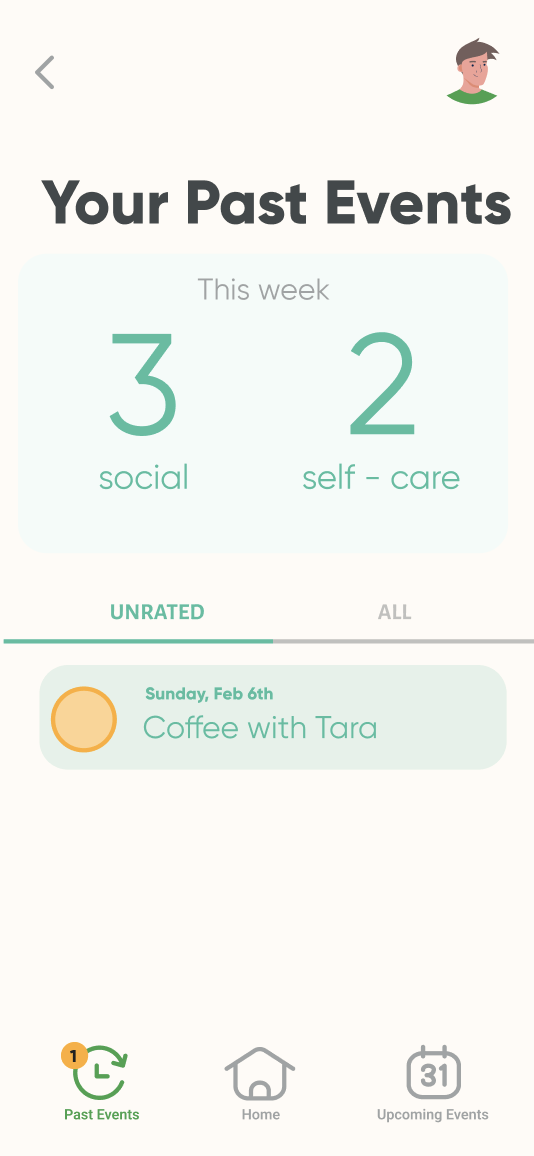 Your Past Events
This week
3 2
social self - care
UNRATED ALL
Sunday, Feb 6th
Coffee with Tara
1 31
Past Events Home Upcoming Events